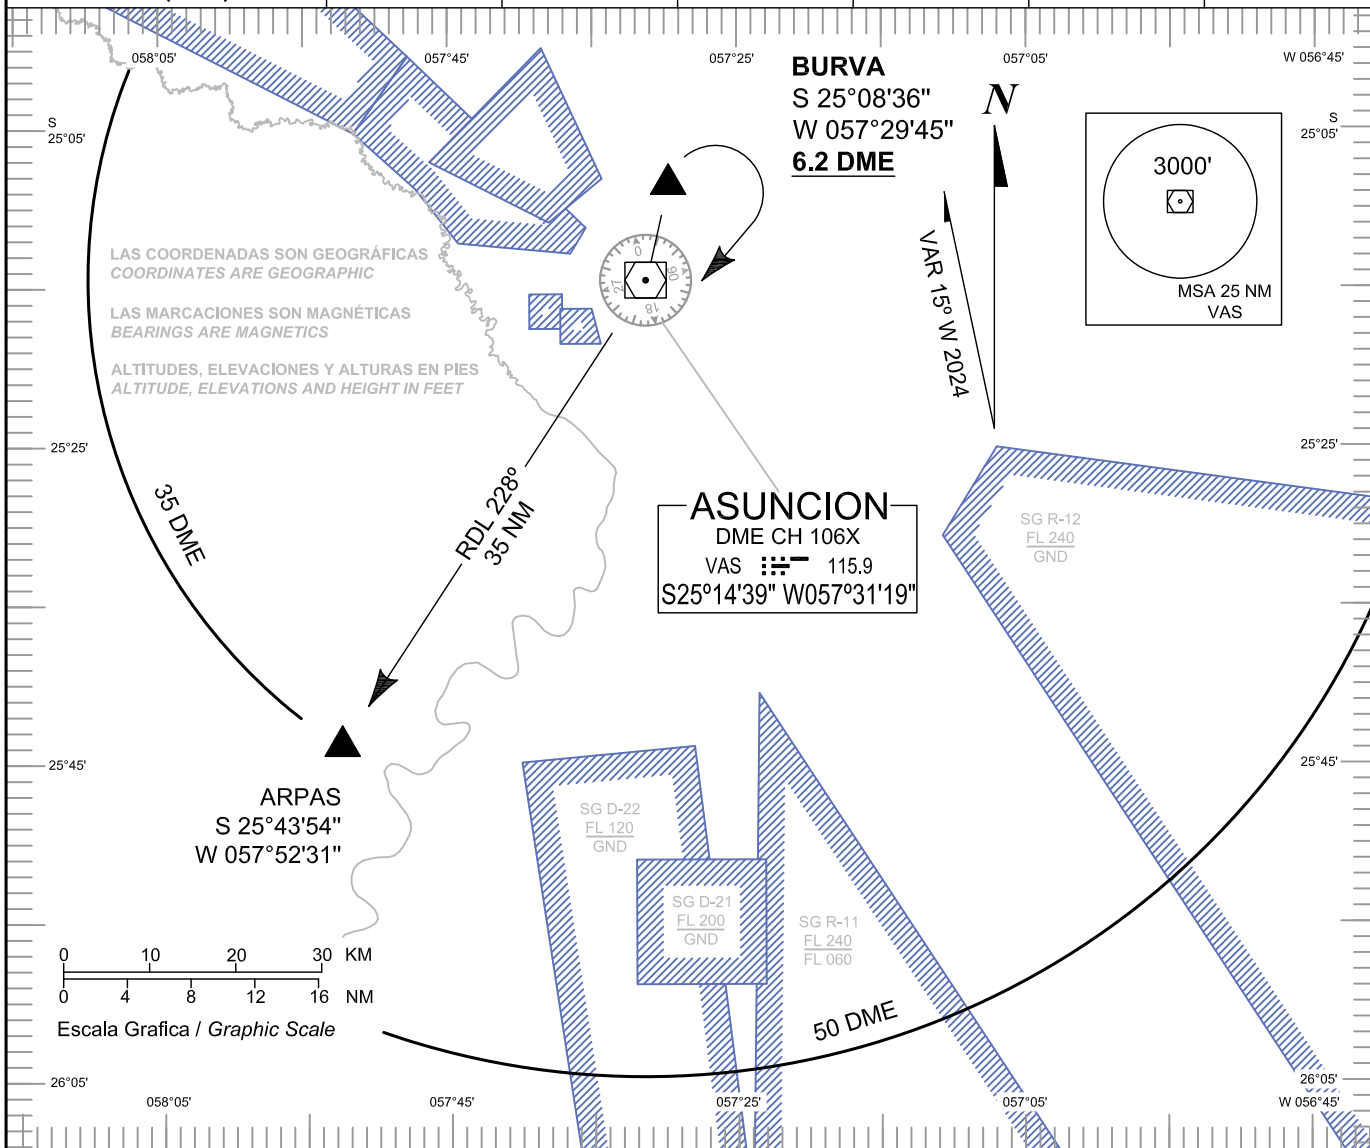 058°05'
057°45'
057°25'
057°05'
W 056°45'
S
25°05'
S
25°05'
BURVA
S 25°08'36"
W 057°29'45"
6.2 DME
N
VAR 15º W 2024
3000'
MSA 25 NM
VAS
LAS COORDENADAS SON GEOGRÁFICAS
COORDINATES ARE GEOGRAPHIC
LAS MARCACIONES SON MAGNÉTICAS
BEARINGS ARE MAGNETICS
ALTITUDES, ELEVACIONES Y ALTURAS EN PIES
ALTITUDE, ELEVATIONS AND HEIGHT IN FEET
0
90
18
27
25°25'
25°25'
35 DME
RDL 228º
35 NM
ASUNCION
DME CH 106X
VAS 115.9
S25º14'39" W057º31'19"
SG R-12
FL 240
GND
25°45'
25°45'
ARPAS
S 25°43'54"
W 057°52'31"
SG D-22
FL 120
GND
SG D-21
FL 200
GND
SG R-11
FL 240
FL 060
50 DME
0 10 20 30 KM
0 4 8 12 16 NM
Escala Grafica / Graphic Scale
26°05'
26°05'
058°05'
057°45'
057°25'
057°05'
W 056°45'